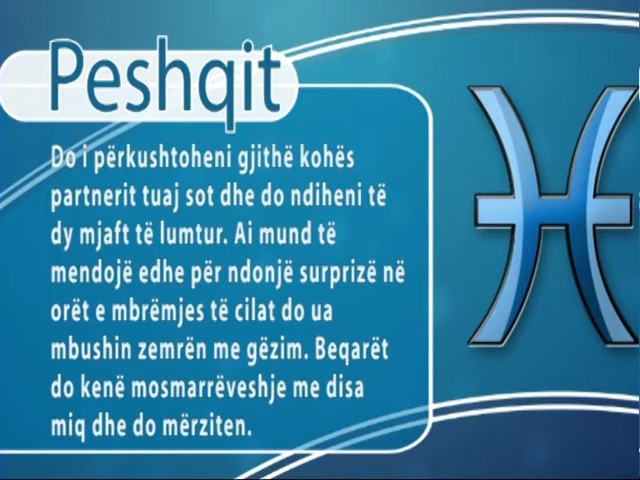 Peshqit
Do i përkushtoheni gjithë kohës
partnerit tuaj sot dhe do ndiheni të
dy mjaft të lumtur. Ai mund të
mendojë edhe për ndonjë surprizë në
orët e mbrëmjes të cilat do ua
mbushin zemrën me gëzim. Beqarët
do kenë mosmarrëveshje me disa
miq dhe do mërziten.